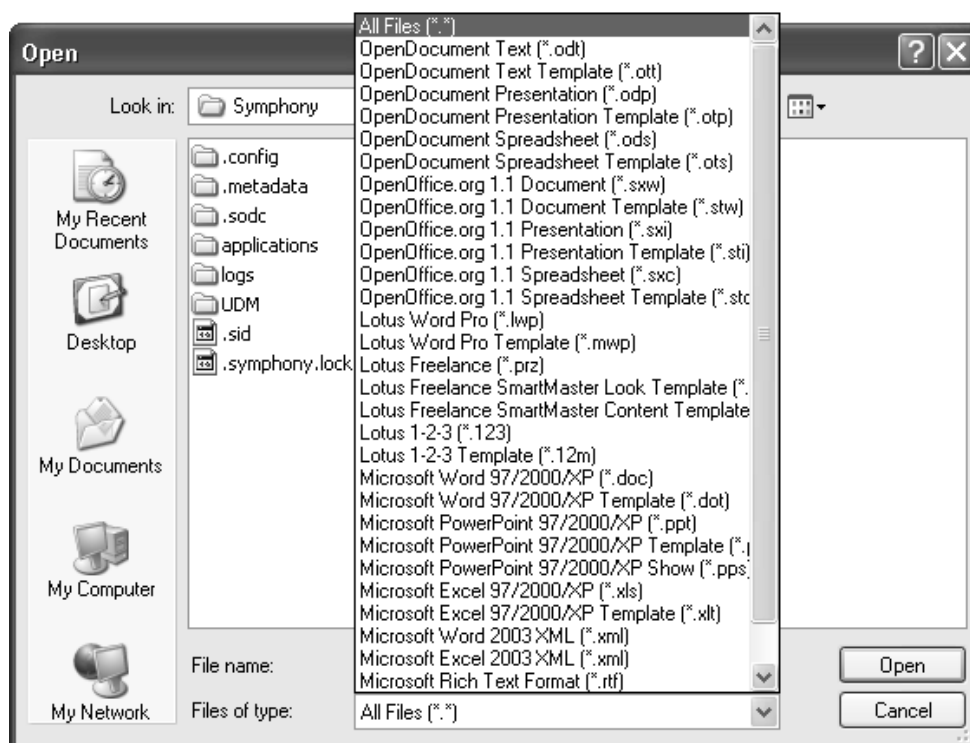 Open
Look in:
Symphony
My Recent
Documents
Desktop
My Documents
My Computer
My Network
.config
.metadata
.sodc
applications
logs
UDM
.sid
.symphony.lock
All Files (*.*)
OpenDocument Text (*.odt)
OpenDocument Text Template (*.ott)
OpenDocument Presentation (*.odp)
OpenDocument Presentation Template (*.otp)
OpenDocument Spreadsheet (*.ods)
OpenDocument Spreadsheet Template (*.ots)
OpenOffice.org 1.1 Document (*.sxw)
OpenOffice.org 1.1 Document Template (*.stw)
OpenOffice.org 1.1 Presentation (*.sxi)
OpenOffice.org 1.1 Presentation Template (*.sti)
OpenOffice.org 1.1 Spreadsheet (*.sxc)
OpenOffice.org 1.1 Spreadsheet Template (*.stc
Lotus Word Pro (*.lwp)
Lotus Word Pro Template (*.mwp)
Lotus Freelance (*.prz)
Lotus Freelance SmartMaster Look Template (*.
Lotus Freelance SmartMaster Content Template
Lotus 1-2-3 (*.123)
Lotus 1-2-3 Template (*.12m)
Microsoft Word 97/2000/XP (*.doc)
Microsoft Word 97/2000/XP Template (*.dot)
Microsoft PowerPoint 97/2000/XP (*.ppt)
Microsoft PowerPoint 97/2000/XP Template (*.p
Microsoft PowerPoint 97/2000/XP Show (*.pps)
Microsoft Excel 97/2000/XP (*.xls)
Microsoft Excel 97/2000/XP Template (*.xlt)
Microsoft Word 2003 XML (*.xml)
Microsoft Excel 2003 XML (*.xml)
Microsoft Rich Text Format (*.rtf)
File name:
Open
Files of type:
All Files (*.*)
Cancel